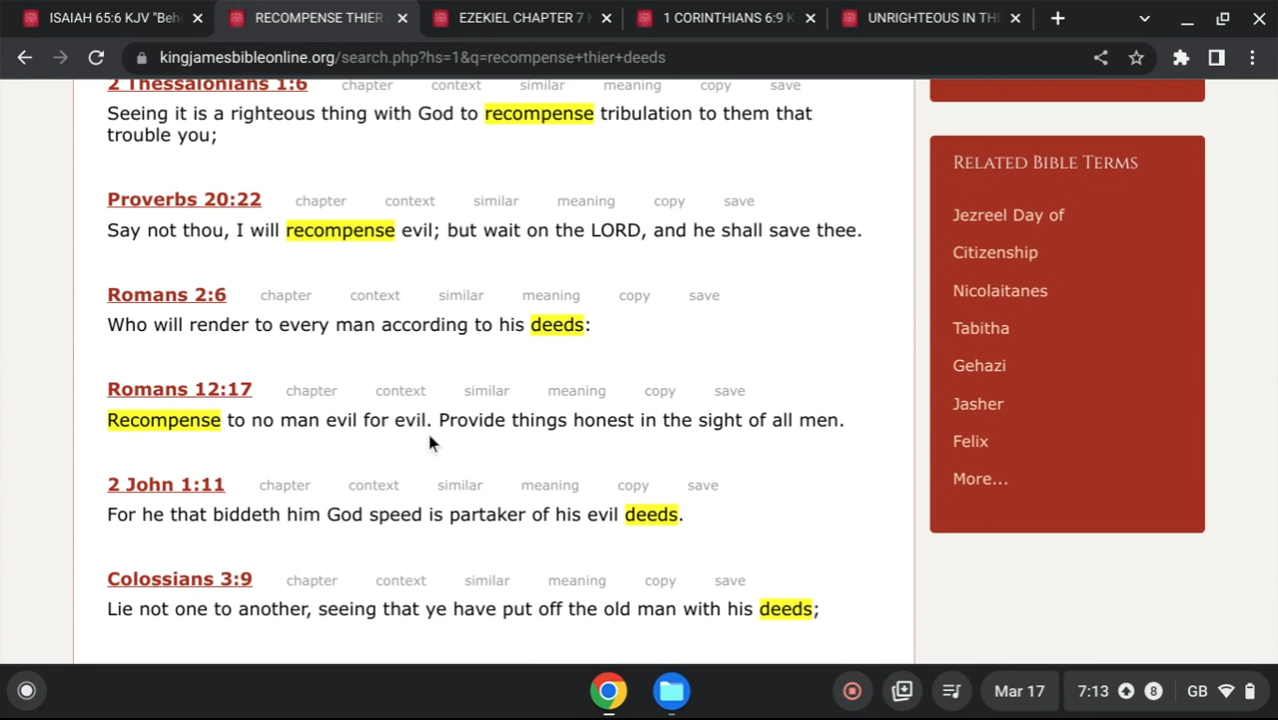 ISAIAH 65:6 KJV "Beh
RECOMPENSE THIER
EZEKIEL CHAPTER 7 K
1 CORINTHIANS 6:9 K
UNRIGHTEOUS IN TH
kingjamesbibleonline.org/search.php?hs=1&q=recompense+thier+deeds
2 Thessalonians 1:6 chapter context similar meaning copy save
Seeing it is a righteous thing with God to recompense tribulation to them that
trouble you;
Proverbs 20:22 chapter context similar meaning copy save
Say not thou, I will recompense evil; but wait on the LORD, and he shall save thee.
Romans 2:6 chapter context similar meaning copy save
Who will render to every man according to his deeds:
Romans 12:17 chapter context similar meaning copy save
Recompense to no man evil for evil. Provide things honest in the sight of all men.
2 John 1:11 chapter context similar meaning copy save
For he that biddeth him God speed is partaker of his evil deeds.
Colossians 3:9 chapter context similar meaning copy save
Lie not one to another, seeing that ye have put off the old man with his deeds;
Related Bible Terms
Jezreel Day of
Citizenship
Nicolaitanes
Tabitha
Gehazi
Jasher
Felix
More...
Mar 17
7:13
8
GB